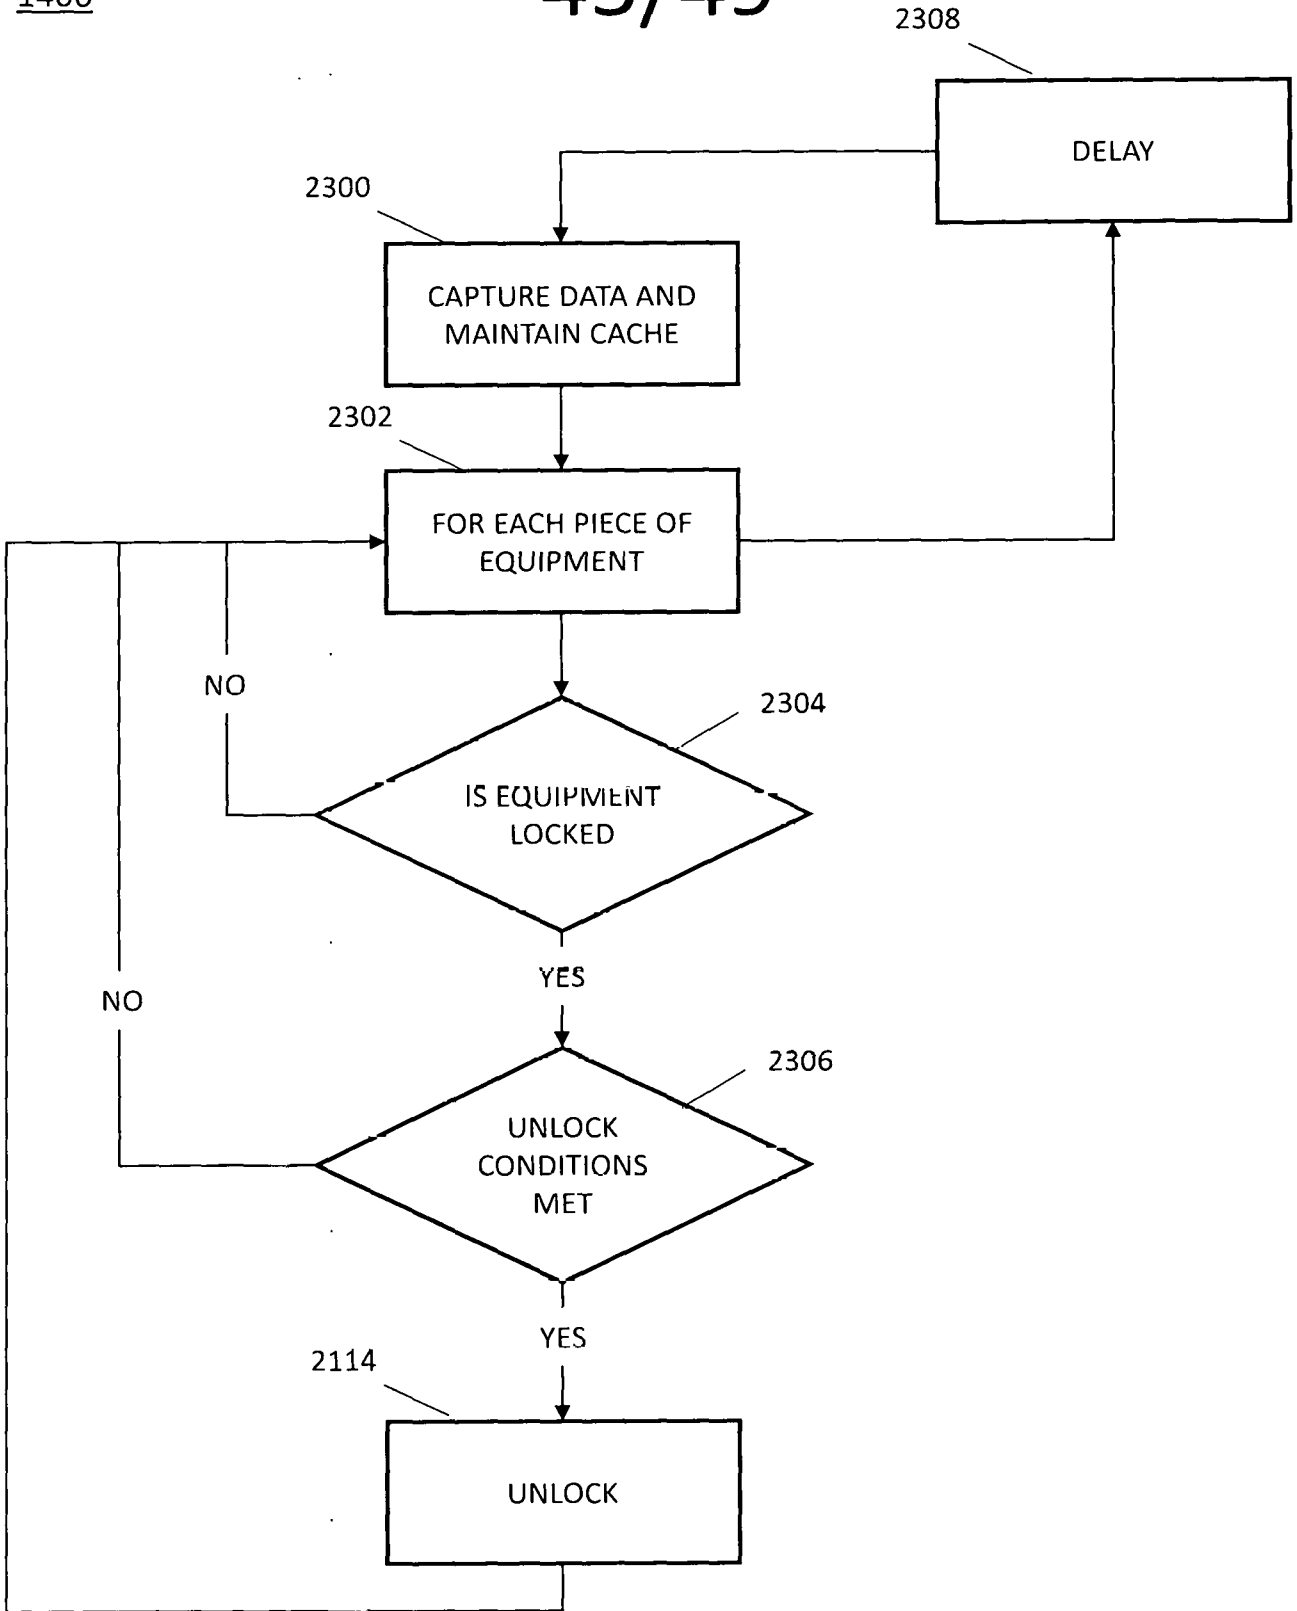 2308
DELAY
2300
CAPTURE DATA AND
MAINTAIN CACHE
2302
FOR EACH PIECE OF
EQUIPMENT
NO
2304
IS EQUIPMENT
LOCKED
YES
NO
2306
UNLOCK
CONDITIONS
MET
YES
2114
UNLOCK